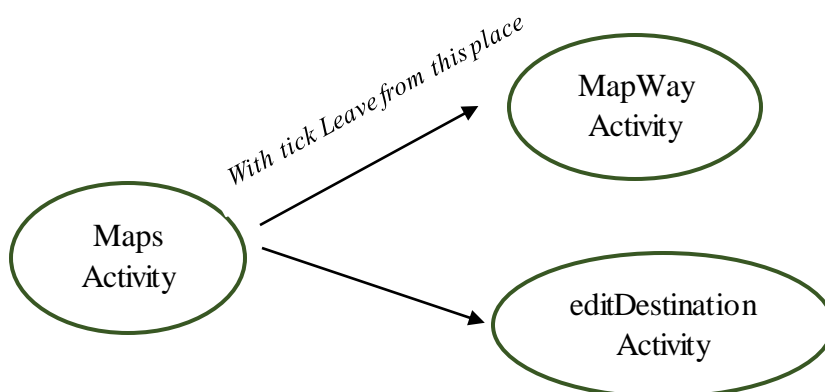 With tick Leave from this place
MapWay
Activity
Maps
Activity
editDestination
Activity